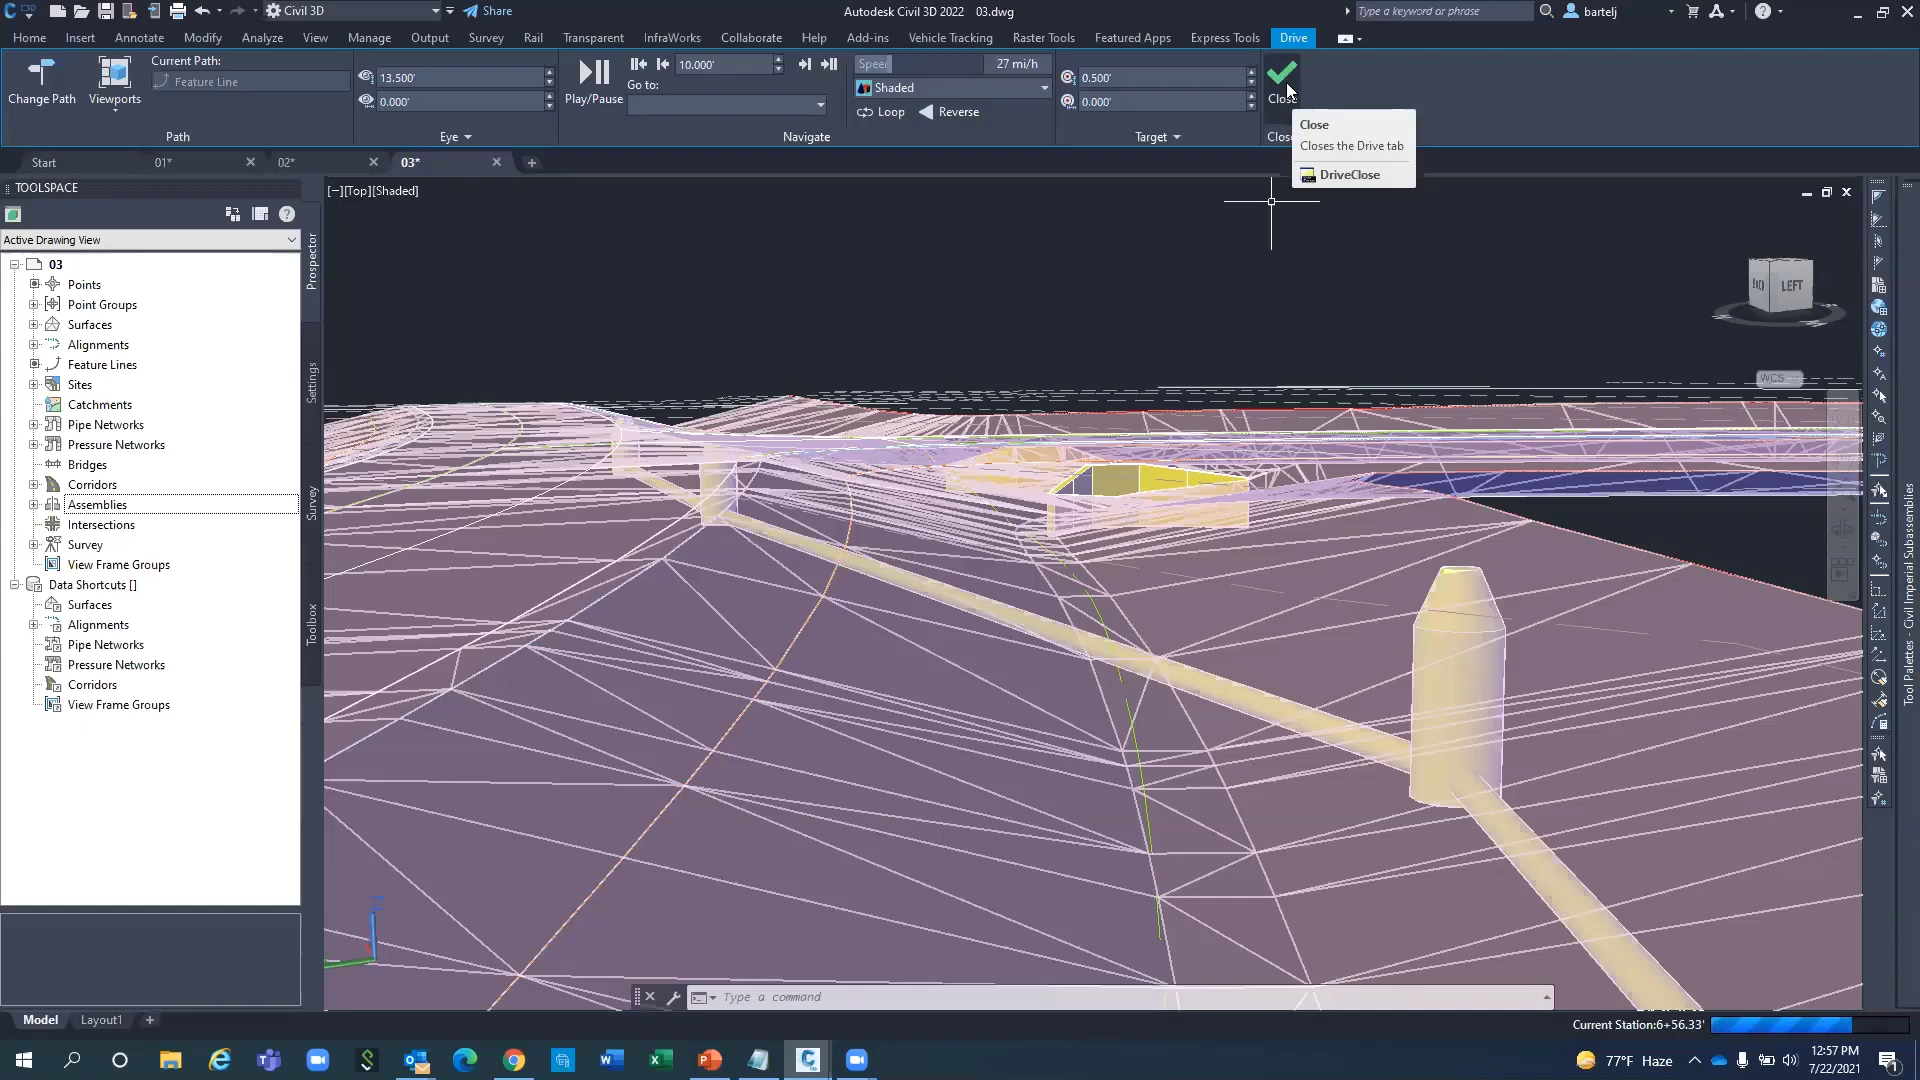 Civil 3D
Share
Autodesk Civil 3D 2022 03.dwg
Type a keyword or phrase
bartelj
Home Insert Annotate Modify Analyze View Manage Output Survey Rail Transparent InfraWorks Collaborate Help Add-ins Vehicle Tracking Raster Tools Featured Apps Express Tools Drive
Change Path
Viewports
Current Path:
Feature Line
Path
13.500'
0.000'
Eye
Play/Pause
10.000'
Go to:
Speed
27 mi/h
Shaded
Loop
Reverse
Navigate
0.500'
0.000'
Target
Close
Close
Close
Closes the Drive tab
DriveClose
Start 01* 02* 03*
TOOLSPACE
Active Drawing View
03
Points
Point Groups
Surfaces
Alignments
Feature Lines
Sites
Catchments
Pipe Networks
Pressure Networks
Bridges
Corridors
Assemblies
Intersections
Survey
View Frame Groups
Data Shortcuts []
Surfaces
Alignments
Pipe Networks
Pressure Networks
Corridors
View Frame Groups
Prospector
Settings
Survey
Toolbox
[−][Top][Shaded]
BACK
LEFT
WCS
Tool Palettes - Civil Imperial Subassemblies
Type a command
Model Layout1
Current Station:6+56.33'
77°F Haze
12:57 PM
7/22/2021